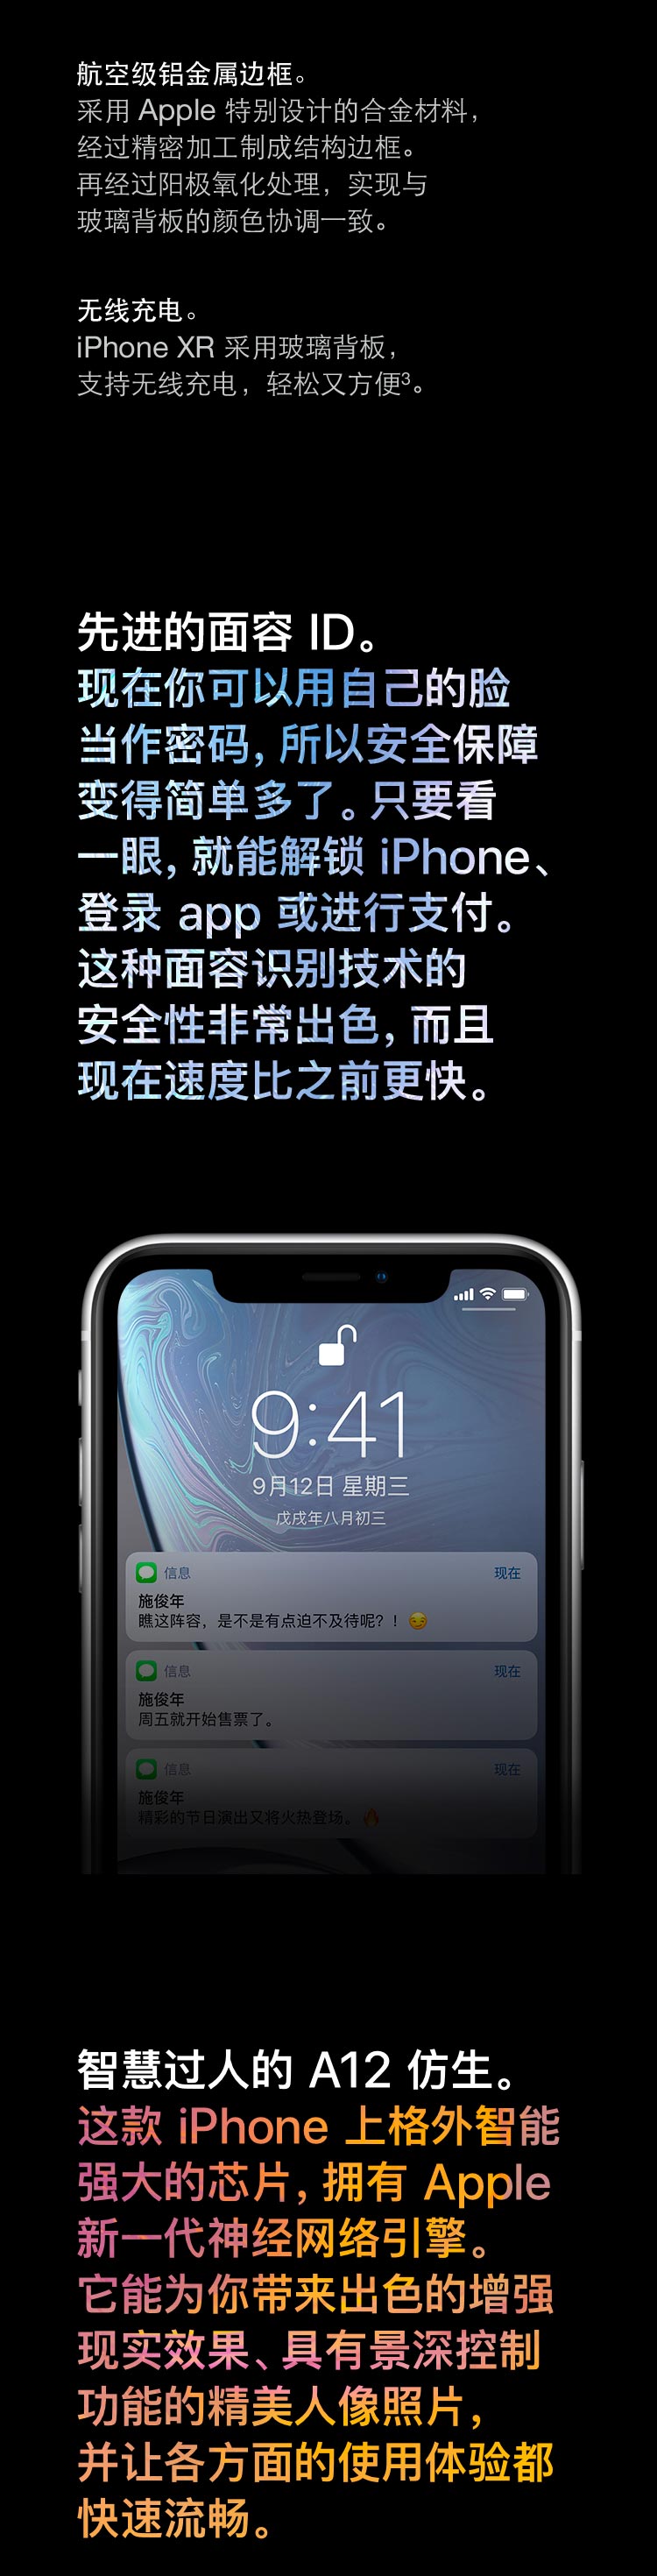 航空级铝金属边框。
采用 Apple 特别设计的合金材料，
经过精密加工制成结构边框。
再经过阳极氧化处理，实现与
玻璃背板的颜色协调一致。
无线充电。
iPhone XR 采用玻璃背板，
支持无线充电，轻松又方便³。
先进的面容 ID。
现在你可以用自己的脸
当作密码，所以安全保障
变得简单多了。只要看
一眼，就能解锁 iPhone、
登录 app 或进行支付。
这种面容识别技术的
安全性非常出色，而且
现在速度比之前更快。
9:41
9月12日 星期三
戊戌年八月初三
信息 现在
施俊年
瞧这阵容，是不是有点迫不及待呢？！😏
信息 现在
施俊年
周五就开始售票了。
信息 现在
施俊年
精彩的节日演出又将火热登场。🔥
智慧过人的 A12 仿生。
这款 iPhone 上格外智能
强大的芯片，拥有 Apple
新一代神经网络引擎。
它能为你带来出色的增强
现实效果、具有景深控制
功能的精美人像照片，
并让各方面的使用体验都
快速流畅。